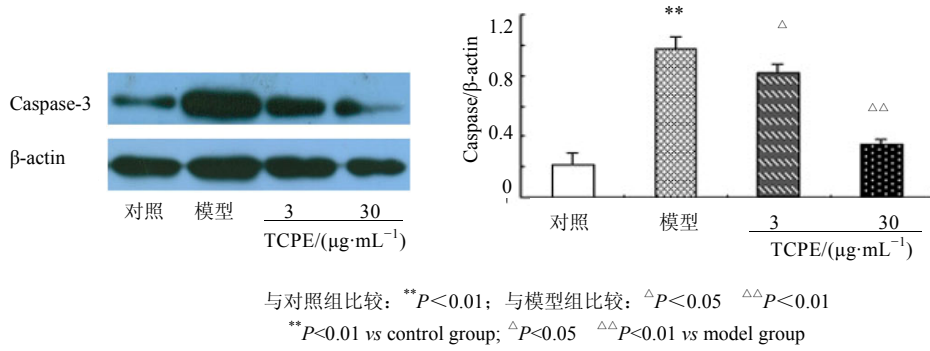 Caspase-3
β-actin
对照 模型 3 30
TCPE/(μg·mL⁻¹)
Caspase/β-actin
1.2
0.8
0.4
0
**
△
△△
对照 模型 3 30
TCPE/(μg·mL⁻¹)
与对照组比较：**P＜0.01；与模型组比较：△P＜0.05 △△P＜0.01
**P<0.01 vs control group; △P<0.05 △△P<0.01 vs model group